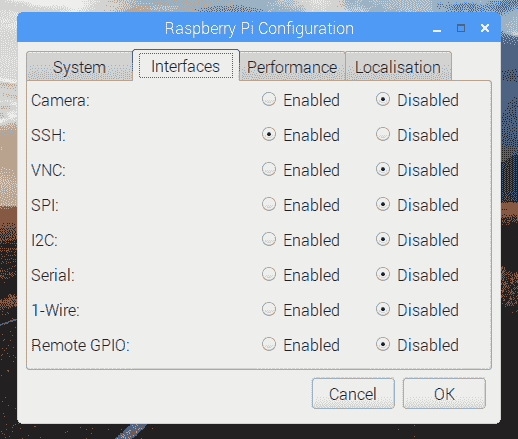 Raspberry Pi Configuration
System Interfaces Performance Localisation
Camera: Enabled Disabled
SSH: Enabled Disabled
VNC: Enabled Disabled
SPI: Enabled Disabled
I2C: Enabled Disabled
Serial: Enabled Disabled
1-Wire: Enabled Disabled
Remote GPIO: Enabled Disabled
Cancel OK